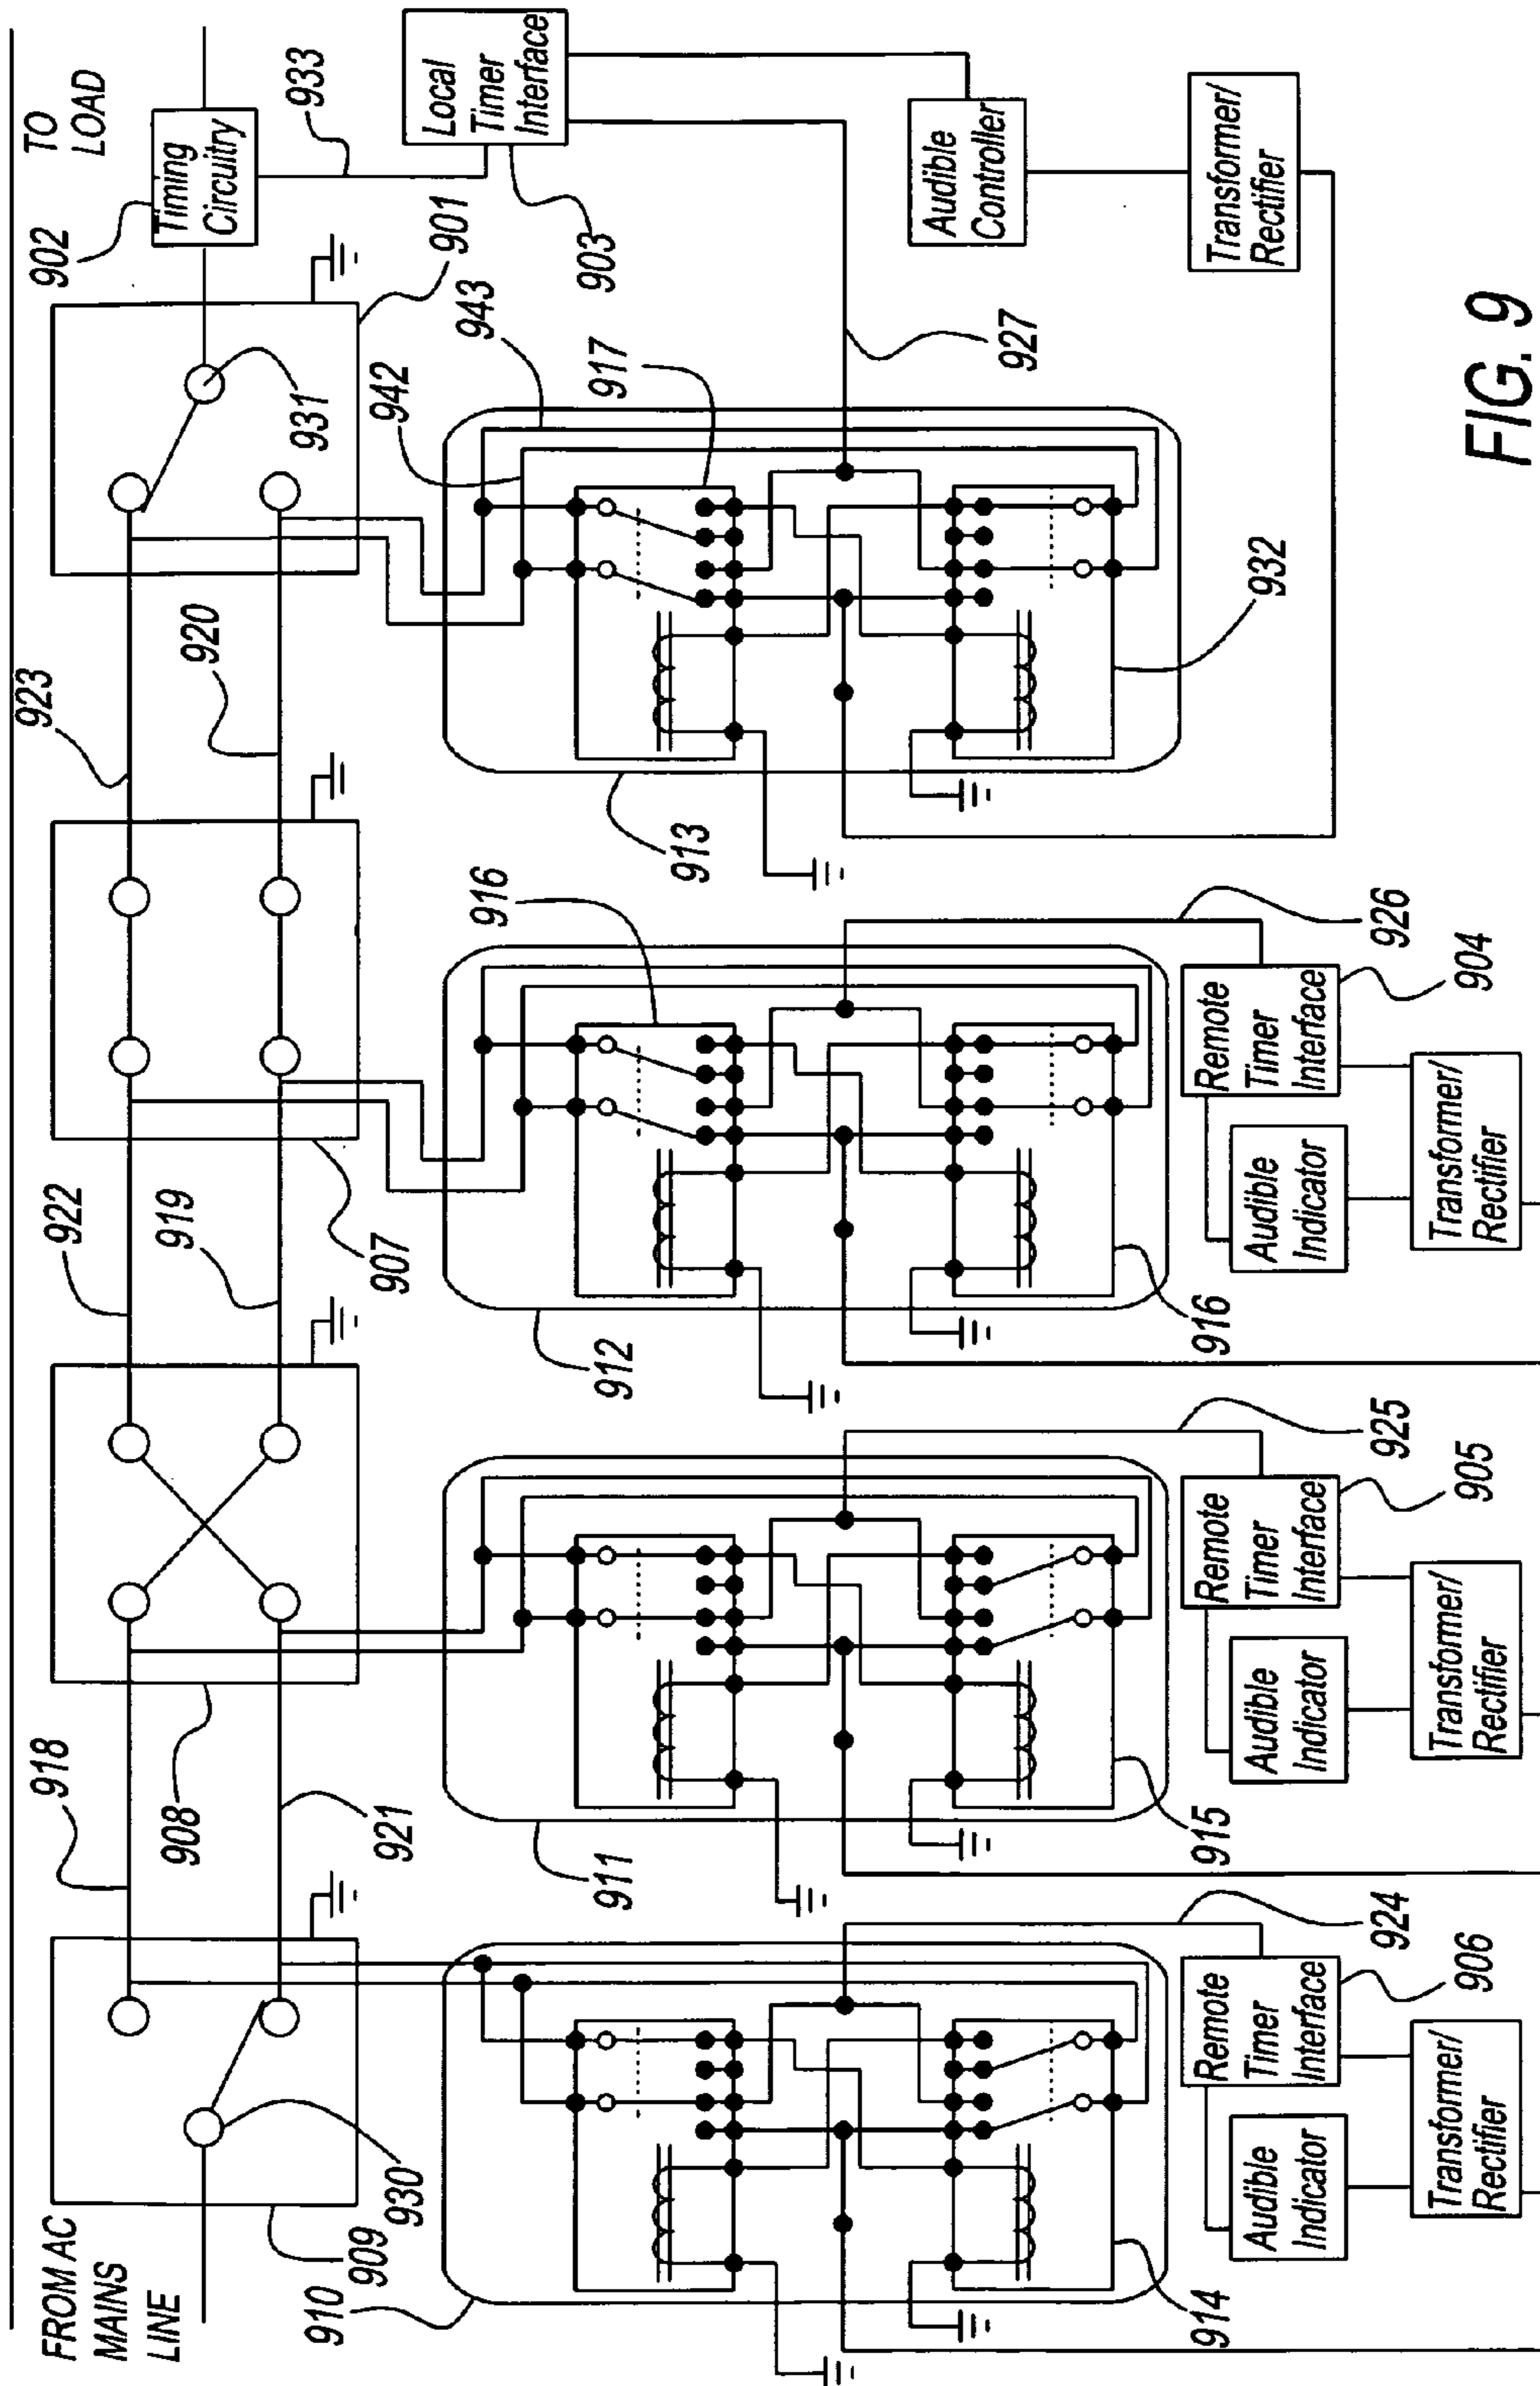 TO
LOAD
902
Timing
Circuitry
933
Local
Timer
Interface
903
901
931
923
920
922
919
907
918
908
921
FROM AC
MAINS
LINE
909
930
910
942
943
917
927
Audible
Controller
Transformer/
Rectifier
932
913
916
926
Remote
Timer
Interface
904
Audible
Indicator
Transformer/
Rectifier
916
912
925
Remote
Timer
Interface
905
Audible
Indicator
Transformer/
Rectifier
915
911
924
Remote
Timer
Interface
906
Audible
Indicator
Transformer/
Rectifier
914
FIG. 9